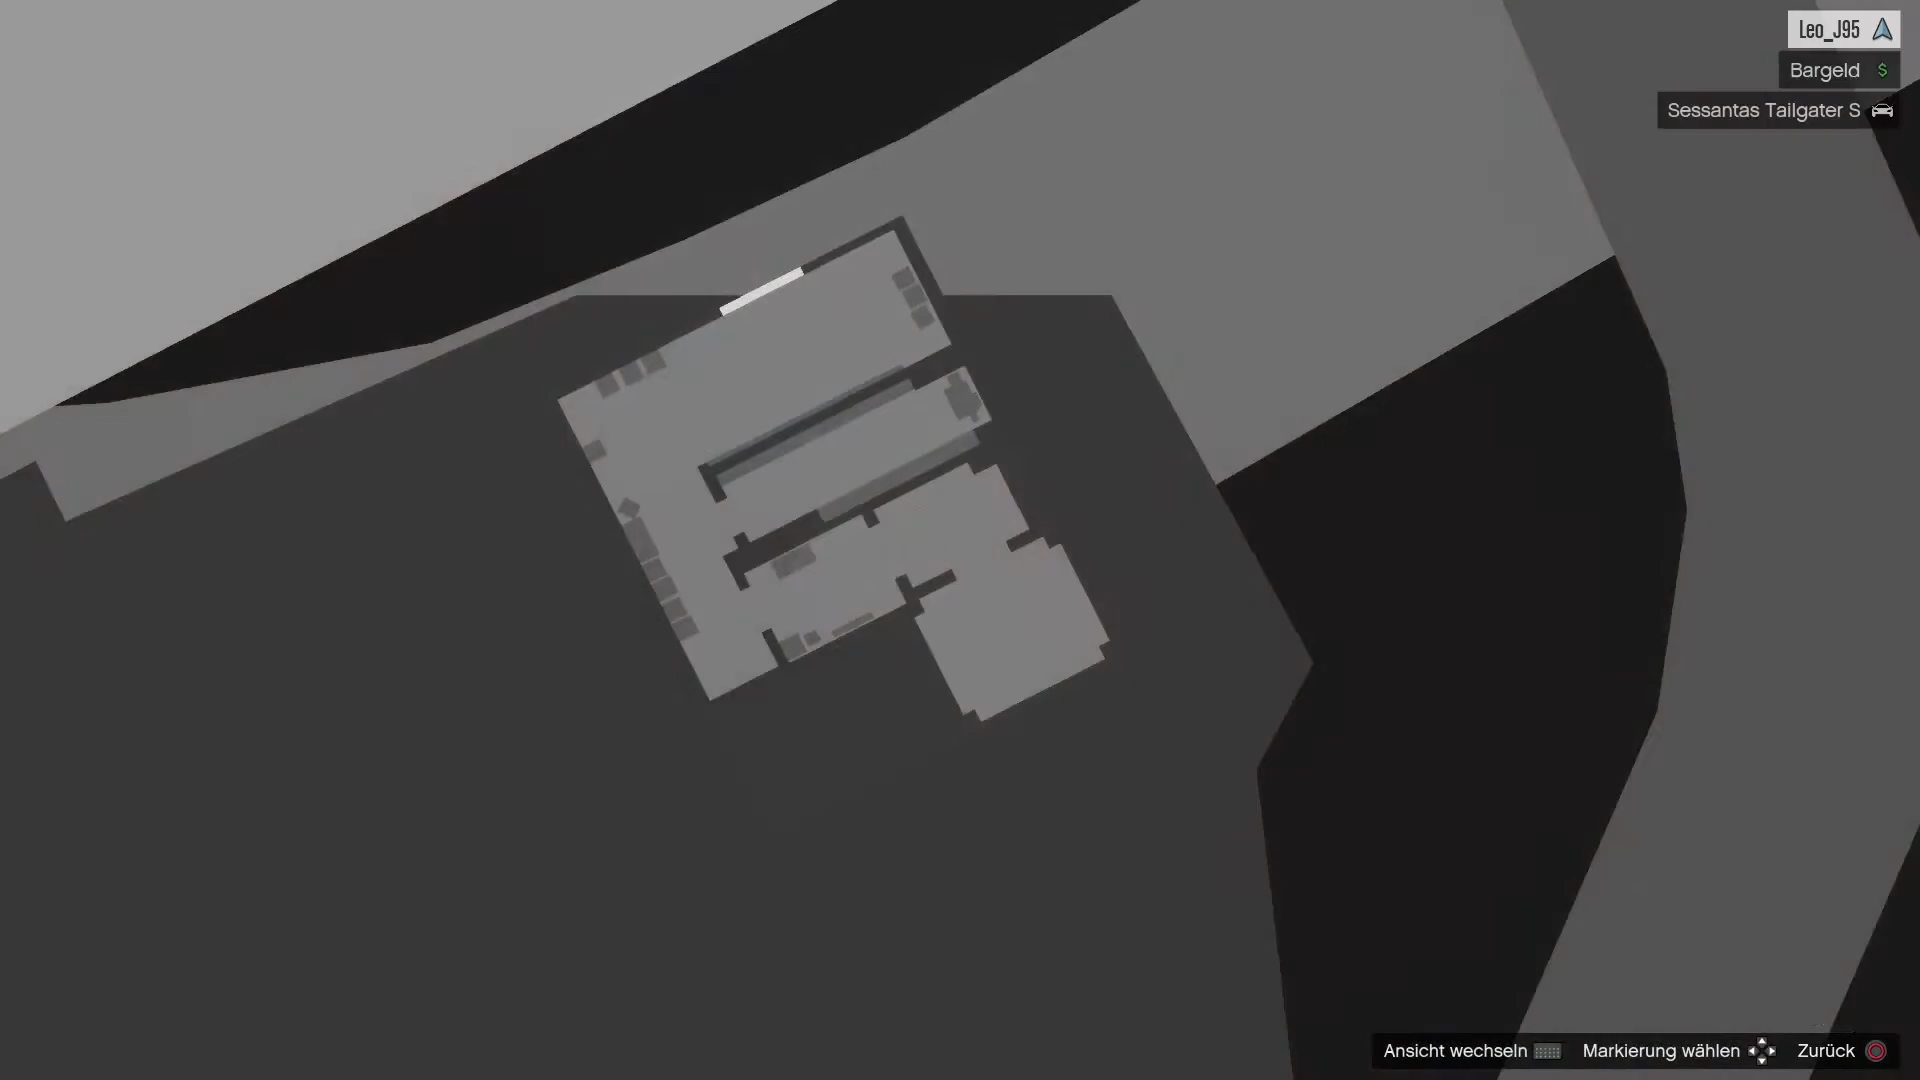 Leo_J95
Bargeld $
Sessantas Tailgater S
Ansicht wechseln Markierung wählen Zurück